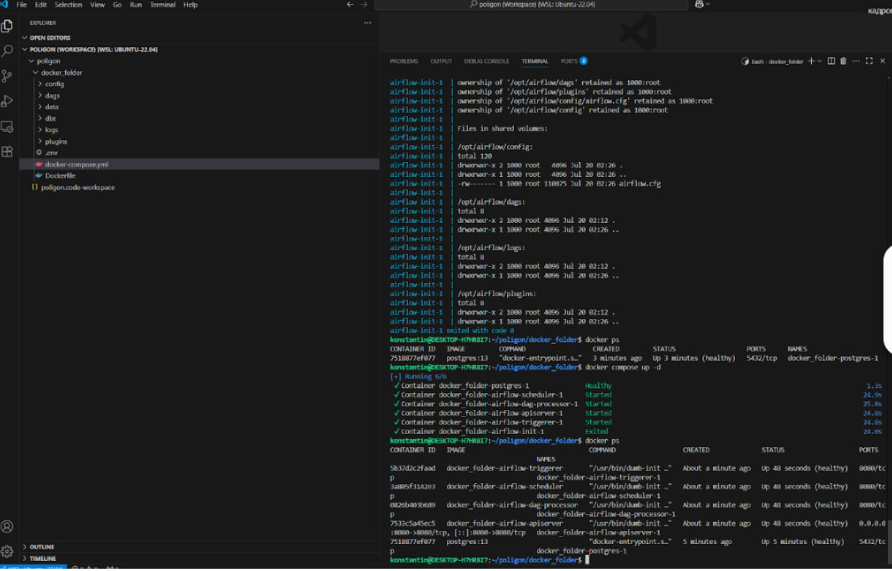 File Edit Selection View Go Run Terminal Help
poligon (Workspace) [WSL: Ubuntu-22.04]
кадров
EXPLORER
OPEN EDITORS
POLIGON (WORKSPACE) [WSL: UBUNTU-22.04]
poligon
docker_folder
config
dags
data
dbt
logs
plugins
.env
docker-compose.yml
Dockerfile
poligon.code-workspace
OUTLINE
TIMELINE
PROBLEMS OUTPUT DEBUG CONSOLE TERMINAL PORTS
bash - docker_folder
airflow-init-1 | ownership of '/opt/airflow/dags' retained as 1000:root
airflow-init-1 | ownership of '/opt/airflow/plugins' retained as 1000:root
airflow-init-1 | ownership of '/opt/airflow/config/airflow.cfg' retained as 1000:root
airflow-init-1 | ownership of '/opt/airflow/config' retained as 1000:root
airflow-init-1 |
airflow-init-1 | Files in shared volumes:
airflow-init-1 |
airflow-init-1 | /opt/airflow/config:
airflow-init-1 | total 120
airflow-init-1 | drwxrwxr-x 2 1000 root 4096 Jul 20 02:26 .
airflow-init-1 | drwxrwxr-x 1 1000 root 4096 Jul 20 02:26 ..
airflow-init-1 | -rw------- 1 1000 root 110875 Jul 20 02:26 airflow.cfg
airflow-init-1 |
airflow-init-1 | /opt/airflow/dags:
airflow-init-1 | total 8
airflow-init-1 | drwxrwxr-x 2 1000 root 4096 Jul 20 02:12 .
airflow-init-1 | drwxrwxr-x 1 1000 root 4096 Jul 20 02:26 ..
airflow-init-1 |
airflow-init-1 | /opt/airflow/logs:
airflow-init-1 | total 8
airflow-init-1 | drwxrwxr-x 2 1000 root 4096 Jul 20 02:12 .
airflow-init-1 | drwxrwxr-x 1 1000 root 4096 Jul 20 02:26 ..
airflow-init-1 |
airflow-init-1 | /opt/airflow/plugins:
airflow-init-1 | total 8
airflow-init-1 | drwxrwxr-x 2 1000 root 4096 Jul 20 02:12 .
airflow-init-1 | drwxrwxr-x 1 1000 root 4096 Jul 20 02:26 ..
airflow-init-1 exited with code 0
konstantin@DESKTOP-H7HR8I7:~/poligon/docker_folder$ docker ps
CONTAINER ID IMAGE COMMAND CREATED STATUS PORTS NAMES
7518877ef077 postgres:13 "docker-entrypoint.s…" 3 minutes ago Up 3 minutes (healthy) 5432/tcp docker_folder-postgres-1
konstantin@DESKTOP-H7HR8I7:~/poligon/docker_folder$ docker compose up -d
[+] Running 6/6
✓ Container docker_folder-postgres-1 Healthy 1.3s
✓ Container docker_folder-airflow-scheduler-1 Started 24.9s
✓ Container docker_folder-airflow-dag-processor-1 Started 25.0s
✓ Container docker_folder-airflow-apiserver-1 Started 24.8s
✓ Container docker_folder-airflow-triggerer-1 Started 24.8s
✓ Container docker_folder-airflow-init-1 Exited 24.0s
konstantin@DESKTOP-H7HR8I7:~/poligon/docker_folder$ docker ps
CONTAINER ID IMAGE COMMAND CREATED STATUS PORTS
NAMES
docker_folder-airflow-triggerer "/usr/bin/dumb-init …" About a minute ago Up 48 seconds (healthy) 8080/tc
p docker_folder-airflow-triggerer-1
docker_folder-airflow-scheduler "/usr/bin/dumb-init …" About a minute ago Up 48 seconds (healthy) 8080/tc
p docker_folder-airflow-scheduler-1
docker_folder-airflow-dag-processor "/usr/bin/dumb-init …" About a minute ago Up 48 seconds (healthy) 8080/tc
p docker_folder-airflow-dag-processor-1
7533c5a45ec5 docker_folder-airflow-apiserver "/usr/bin/dumb-init …" About a minute ago Up 48 seconds (healthy) 0.0.0.0
:8080->8080/tcp, [::]:8080->8080/tcp docker_folder-airflow-apiserver-1
7518877ef077 postgres:13 "docker-entrypoint.s…" 5 minutes ago Up 5 minutes (healthy) 5432/tc
p docker_folder-postgres-1
konstantin@DESKTOP-H7HR8I7:~/poligon/docker_folder$